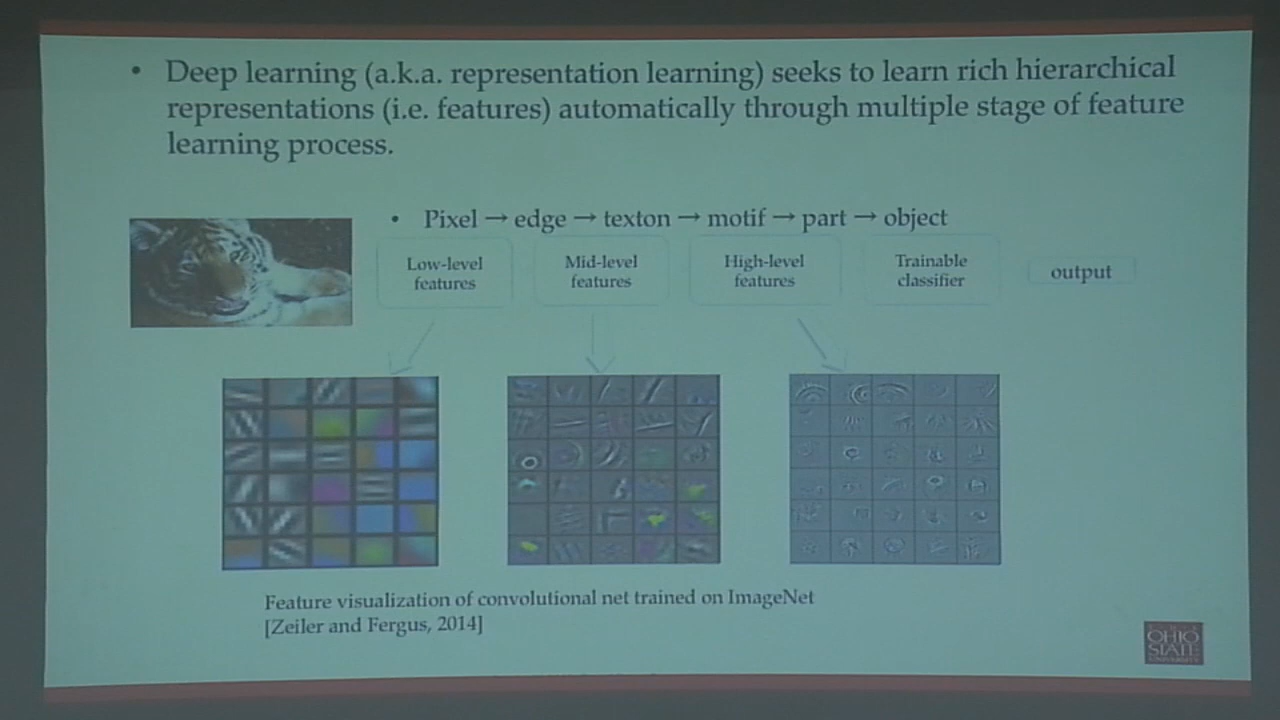 • Deep learning (a.k.a. representation learning) seeks to learn rich hierarchical
representations (i.e. features) automatically through multiple stage of feature
learning process.
• Pixel → edge → texton → motif → part → object
Low-level
features
Mid-level
features
High-level
features
Trainable
classifier
output
Feature visualization of convolutional net trained on ImageNet
[Zeiler and Fergus, 2014]
OHIO
STATE
UNIVERSITY